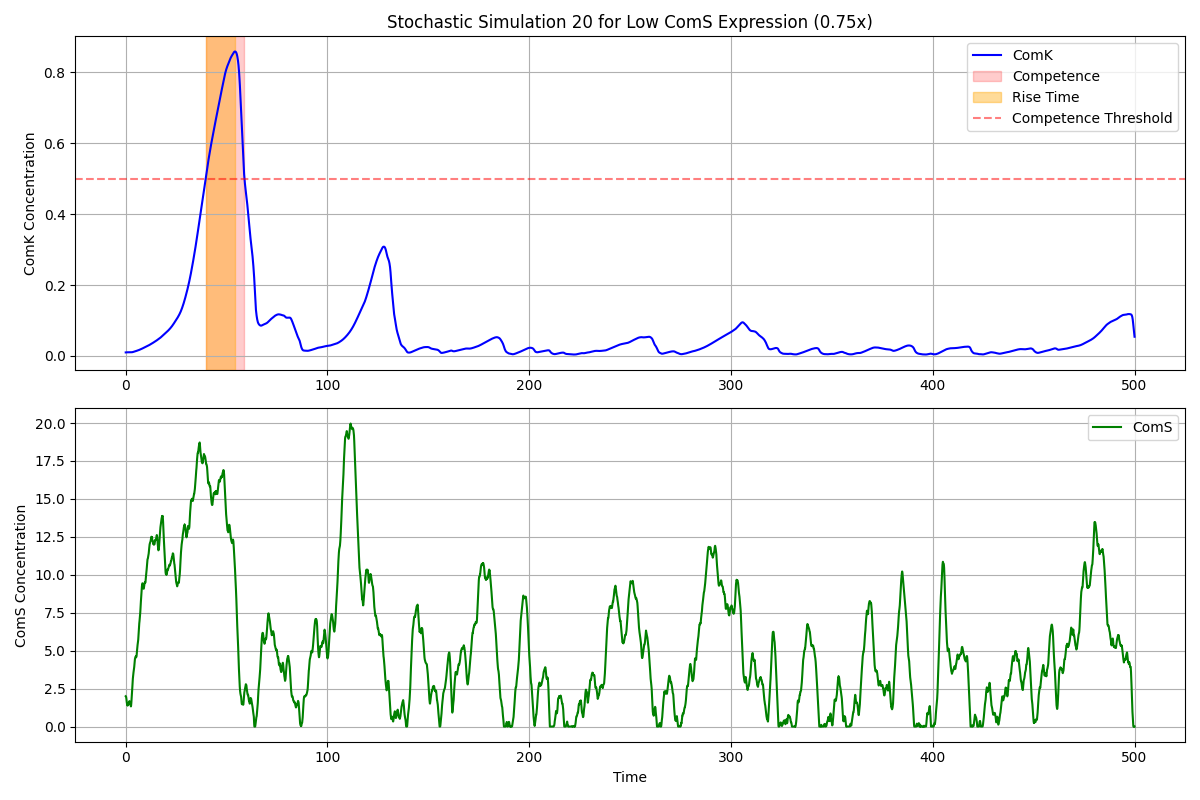 Stochastic Simulation 20 for Low ComS Expression (0.75x)
ComK Concentration
0.8
0.6
0.4
0.2
0.0
ComK
Competence
Rise Time
Competence Threshold
0 100 200 300 400 500
ComS Concentration
20.0
17.5
15.0
12.5
10.0
7.5
5.0
2.5
0.0
ComS
0 100 200 300 400 500
Time